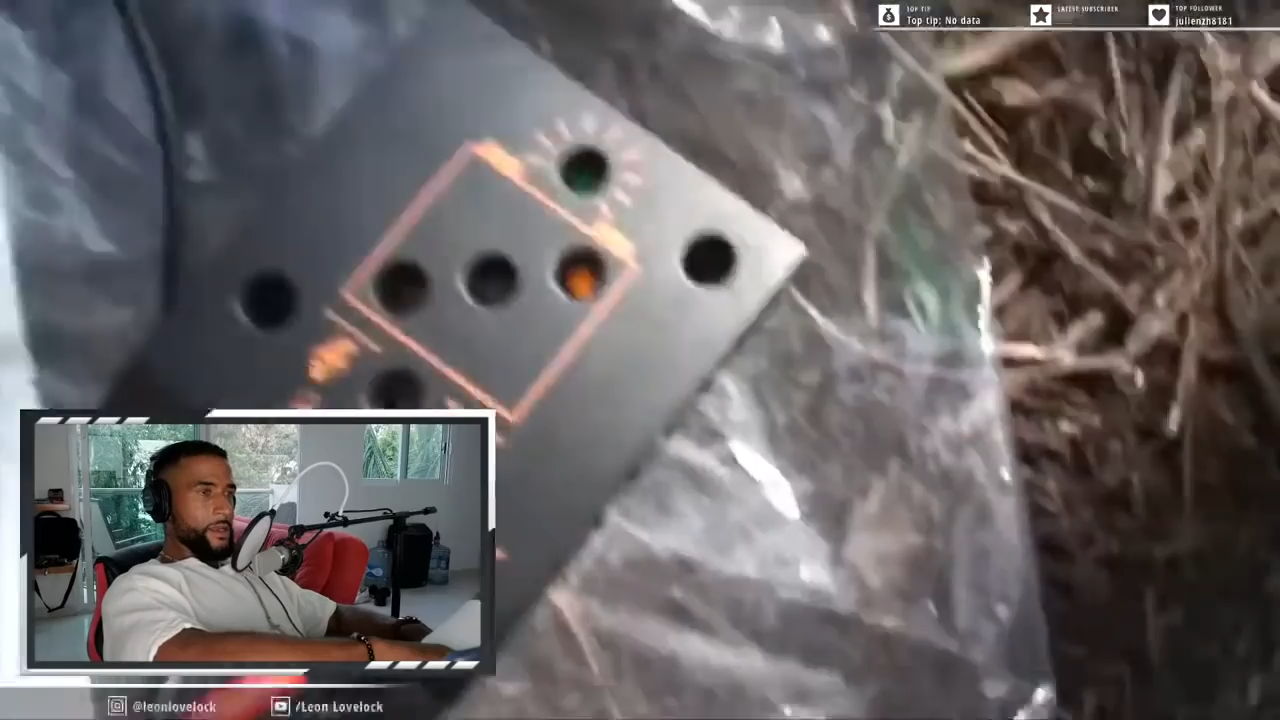 TOP TIP
Top tip: No data
LATEST SUBSCRIBER
TOP FOLLOWER
julienzh8181
@leonlovelock
/Leon Lovelock